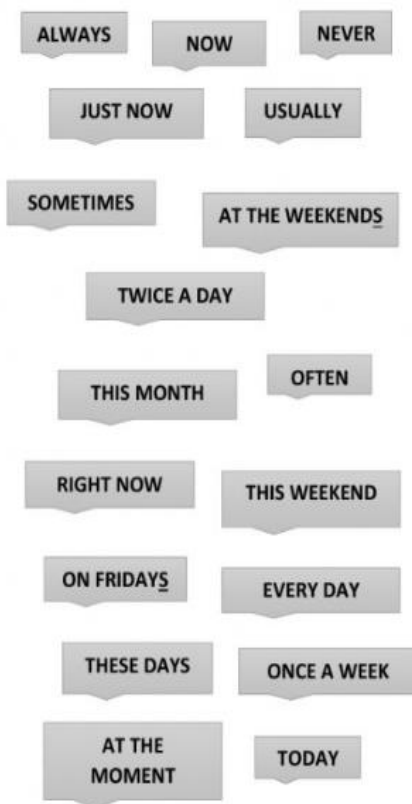 ALWAYS
NOW
NEVER
JUST NOW
USUALLY
SOMETIMES
AT THE WEEKENDS
TWICE A DAY
THIS MONTH
OFTEN
RIGHT NOW
THIS WEEKEND
ON FRIDAYS
EVERY DAY
THESE DAYS
ONCE A WEEK
AT THE
MOMENT
TODAY